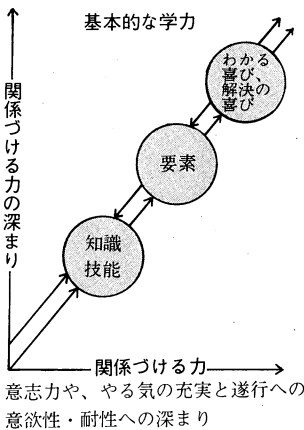 基本的な学力
わかる
喜び、
解決の
喜び
要素
知識
技能
関係づける力の深まり
関係づける力
意志力や、やる気の充実と遂行への
意欲性・耐性への深まり